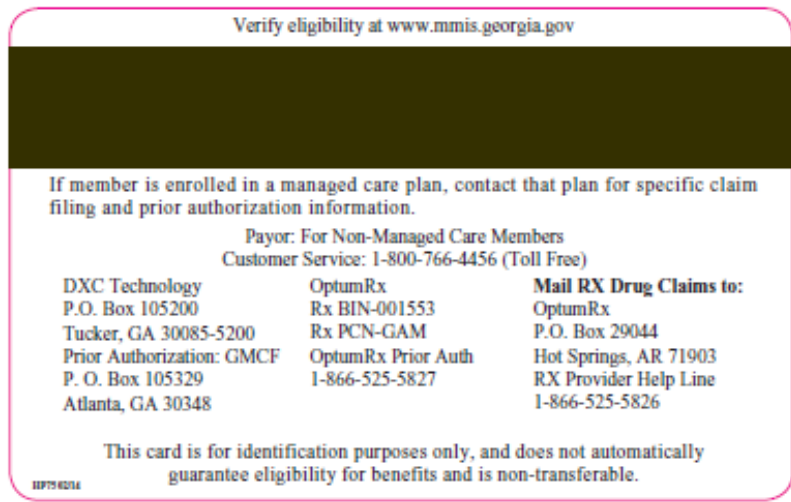 Verify eligibility at www.mmis.georgia.gov
If member is enrolled in a managed care plan, contact that plan for specific claim
filing and prior authorization information.
Payor: For Non-Managed Care Members
Customer Service: 1-800-766-4456 (Toll Free)
DXC Technology
P.O. Box 105200
Tucker, GA 30085-5200
Prior Authorization: GMCF
P. O. Box 105329
Atlanta, GA 30348
OptumRx
Rx BIN-001553
Rx PCN-GAM
OptumRx Prior Auth
1-866-525-5827
Mail RX Drug Claims to:
OptumRx
P.O. Box 29044
Hot Springs, AR 71903
RX Provider Help Line
1-866-525-5826
This card is for identification purposes only, and does not automatically
guarantee eligibility for benefits and is non-transferable.